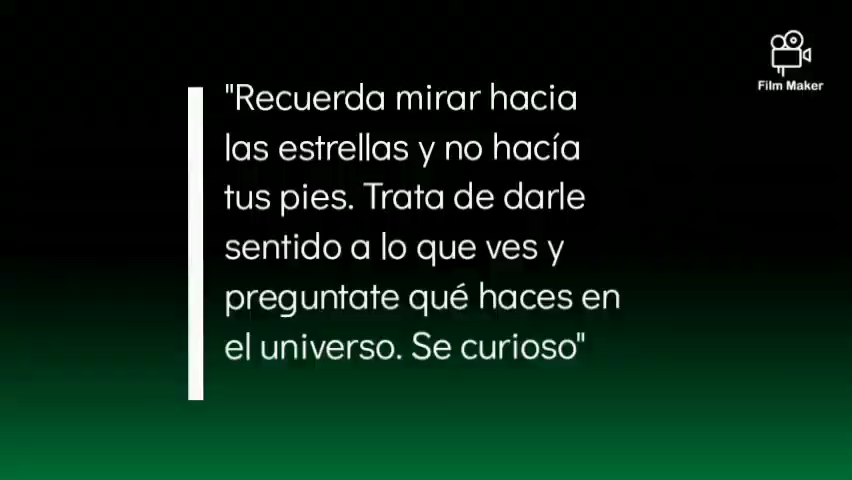 Film Maker
"Recuerda mirar hacia
las estrellas y no hacía
tus pies. Trata de darle
sentido a lo que ves y
preguntate qué haces en
el universo. Se curioso"